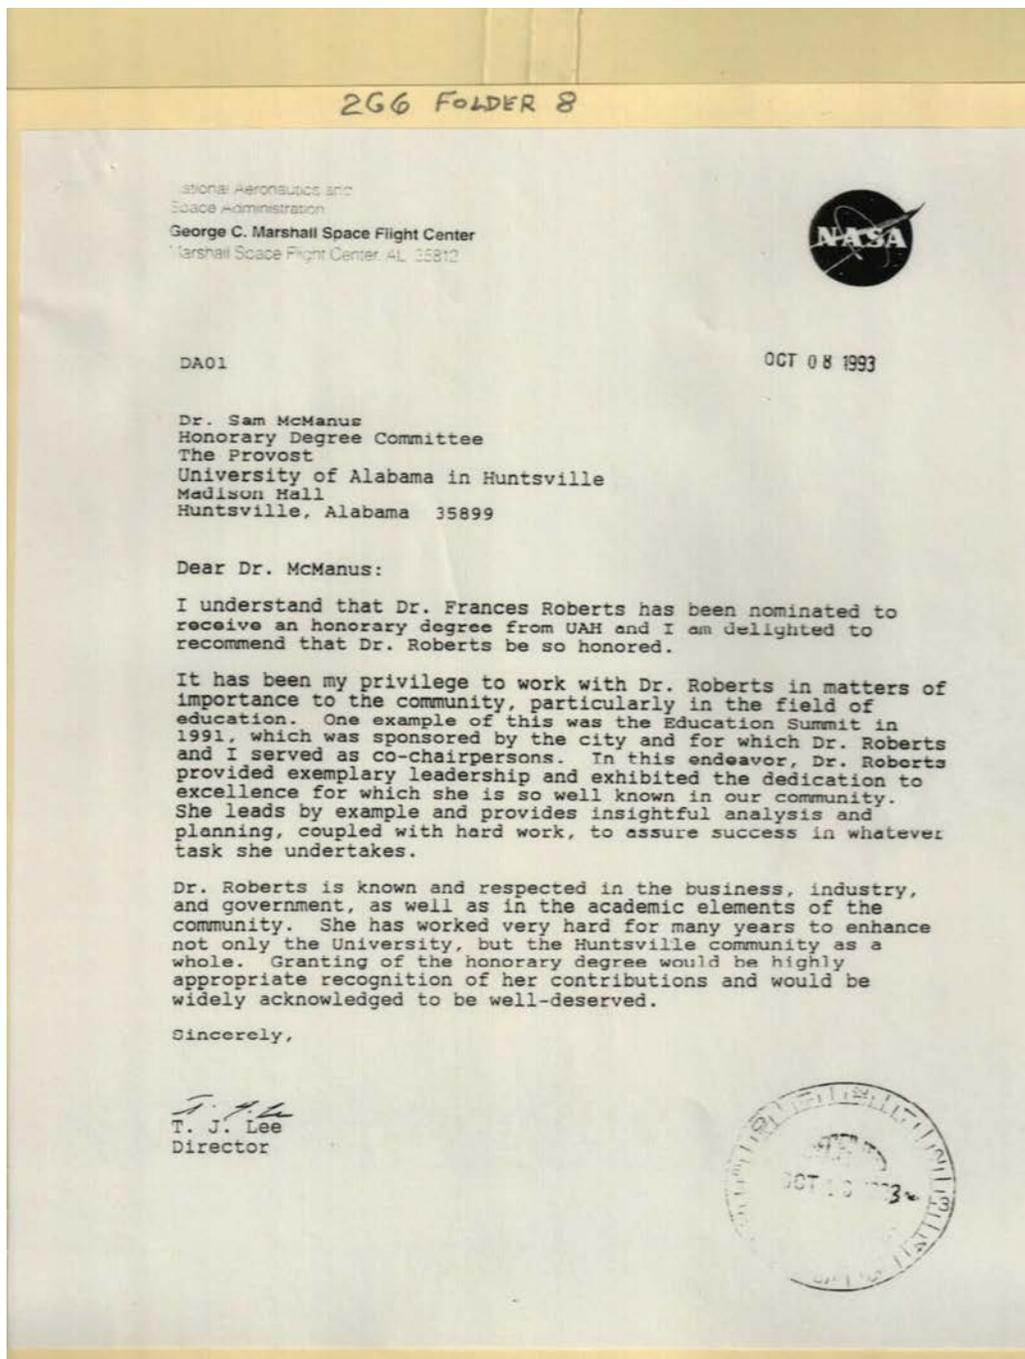 2G6 FOLDER 8
National Aeronautics and
Space Administration
George C. Marshall Space Flight Center
Marshall Space Flight Center, AL 35812
NASA
DA01
OCT 08 1993
Dr. Sam McManus
Honorary Degree Committee
The Provost
University of Alabama in Huntsville
Madison Hall
Huntsville, Alabama 35899
Dear Dr. McManus:
I understand that Dr. Frances Roberts has been nominated to
receive an honorary degree from UAH and I am delighted to
recommend that Dr. Roberts be so honored.
It has been my privilege to work with Dr. Roberts in matters of
importance to the community, particularly in the field of
education. One example of this was the Education Summit in
1991, which was sponsored by the city and for which Dr. Roberts
and I served as co-chairpersons. In this endeavor, Dr. Roberts
provided exemplary leadership and exhibited the dedication to
excellence for which she is so well known in our community.
She leads by example and provides insightful analysis and
planning, coupled with hard work, to assure success in whatever
task she undertakes.
Dr. Roberts is known and respected in the business, industry,
and government, as well as in the academic elements of the
community. She has worked very hard for many years to enhance
not only the University, but the Huntsville community as a
whole. Granting of the honorary degree would be highly
appropriate recognition of her contributions and would be
widely acknowledged to be well-deserved.
Sincerely,
T. J. Lee
T. J. Lee
Director
OCT